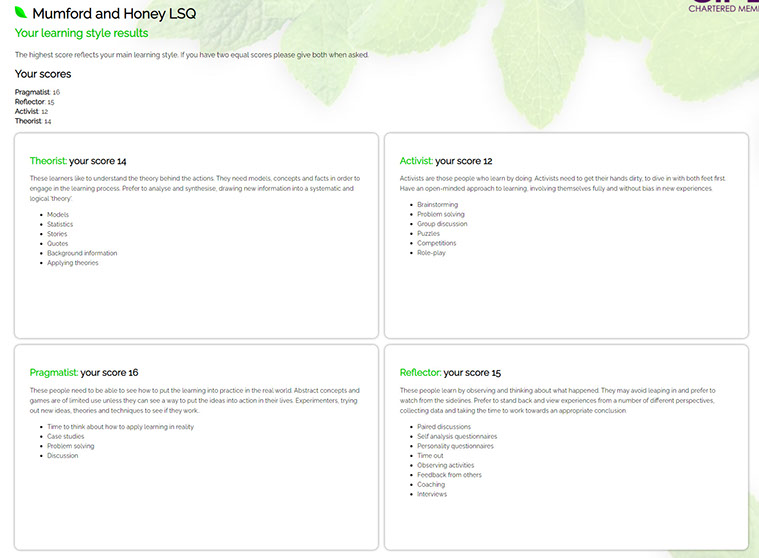 CHARTERED MEM
Mumford and Honey LSQ
Your learning style results
The highest score reflects your main learning style. If you have two equal scores please give both when asked.
Your scores
Pragmatist: 16
Reflector: 15
Activist: 12
Theorist: 14
Theorist: your score 14
These learners like to understand the theory behind the actions. They need models, concepts and facts in order to
engage in the learning process. Prefer to analyse and synthesise, drawing new information into a systematic and
logical 'theory'.
Models
Statistics
Stories
Quotes
Background information
Applying theories
Activist: your score 12
Activists are those people who learn by doing. Activists need to get their hands dirty, to dive in with both feet first.
Have an open-minded approach to learning, involving themselves fully and without bias in new experiences.
Brainstorming
Problem solving
Group discussion
Puzzles
Competitions
Role-play
Pragmatist: your score 16
These people need to be able to see how to put the learning into practice in the real world. Abstract concepts and
games are of limited use unless they can see a way to put the ideas into action in their lives. Experimenters, trying
out new ideas, theories and techniques to see if they work.
Time to think about how to apply learning in reality
Case studies
Problem solving
Discussion
Reflector: your score 15
These people learn by observing and thinking about what happened. They may avoid leaping in and prefer to
watch from the sidelines. Prefer to stand back and view experiences from a number of different perspectives,
collecting data and taking the time to work towards an appropriate conclusion.
Paired discussions
Self analysis questionnaires
Personality questionnaires
Time out
Observing activities
Feedback from others
Coaching
Interviews